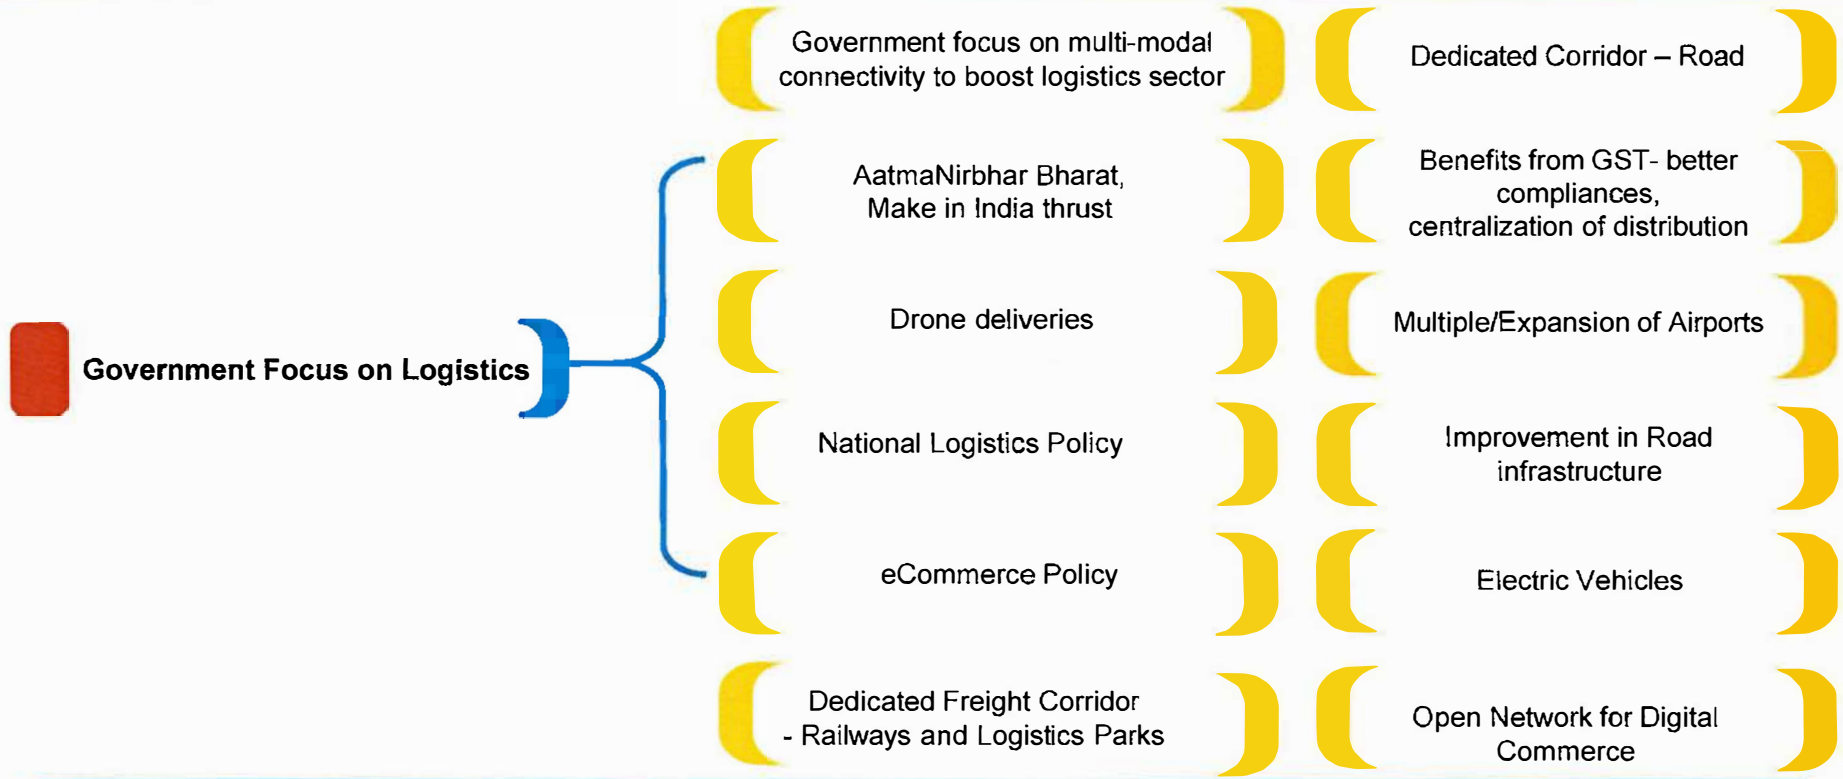 Government focus on multi-modal
connectivity to boost logistics sector
Dedicated Corridor – Road
AatmaNirbhar Bharat,
Make in India thrust
Benefits from GST- better
compliances,
centralization of distribution
Drone deliveries
Multiple/Expansion of Airports
Government Focus on Logistics
National Logistics Policy
Improvement in Road
infrastructure
eCommerce Policy
Electric Vehicles
Dedicated Freight Corridor
- Railways and Logistics Parks
Open Network for Digital
Commerce